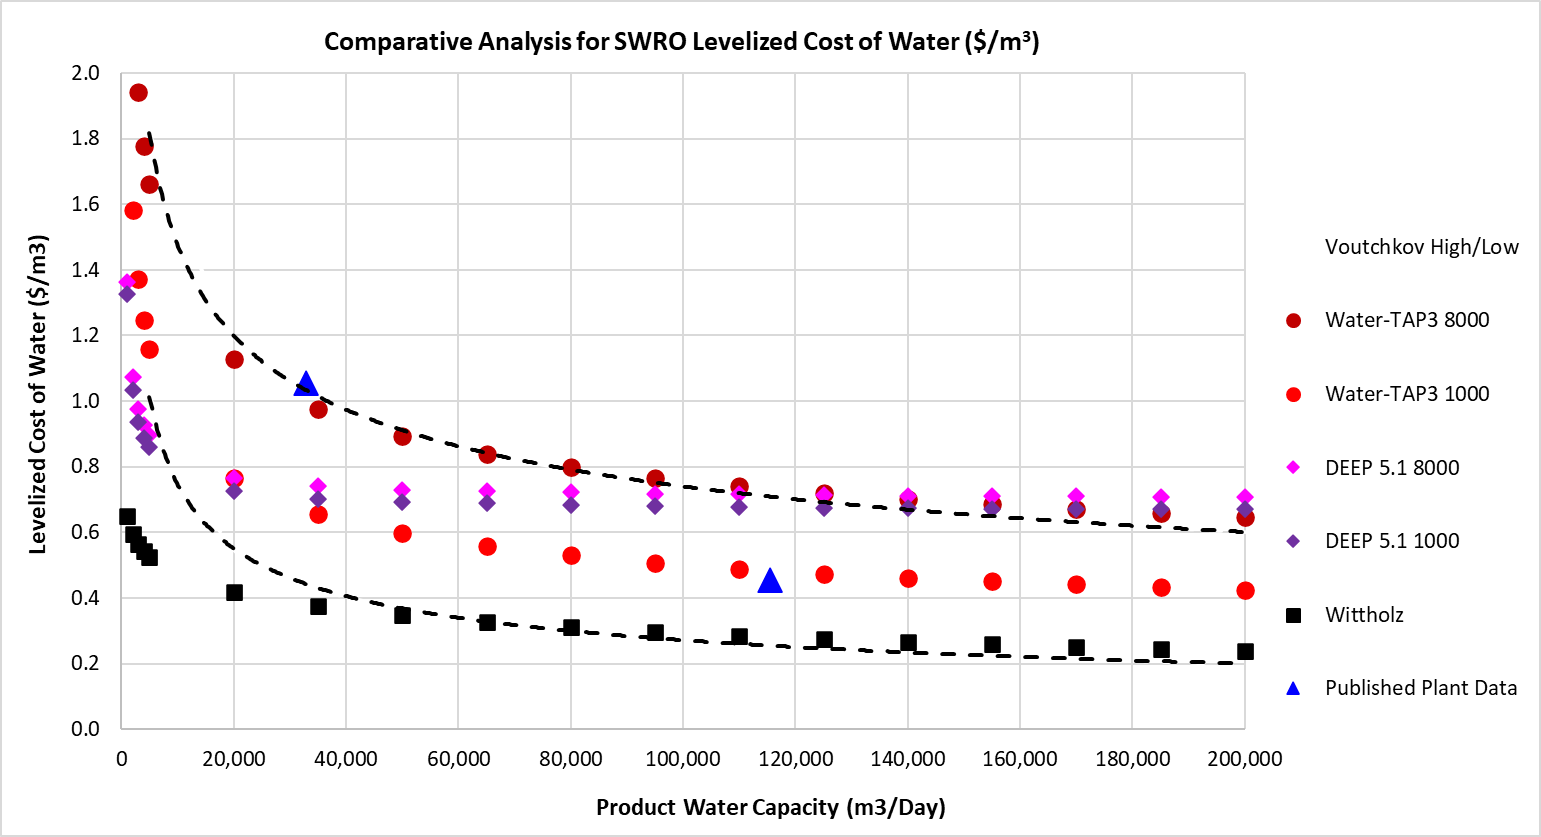 Comparative Analysis for SWRO Levelized Cost of Water ($/m³)
Levelized Cost of Water ($/m3)
2.0
1.8
1.6
1.4
1.2
1.0
0.8
0.6
0.4
0.2
0.0
0
20,000
40,000
60,000
80,000
100,000
120,000
140,000
160,000
180,000
200,000
Product Water Capacity (m3/Day)
Voutchkov High/Low
Water-TAP3 8000
Water-TAP3 1000
DEEP 5.1 8000
DEEP 5.1 1000
Wittholz
Published Plant Data